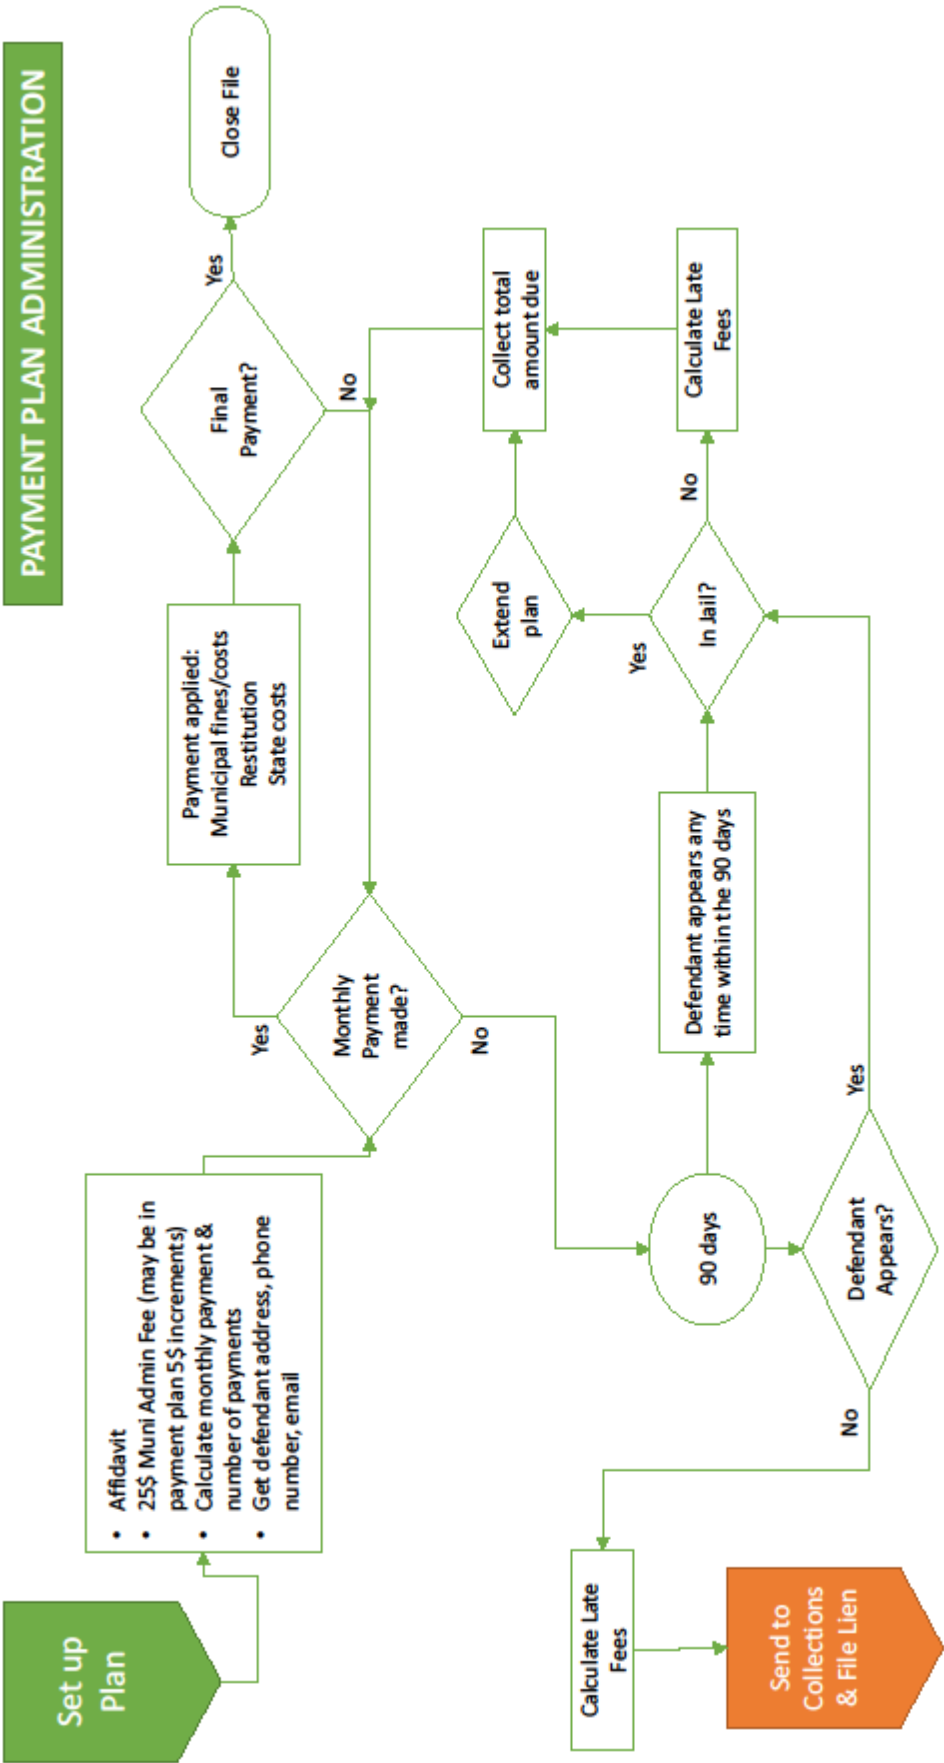 PAYMENT PLAN ADMINISTRATION
Set up
Plan
• Affidavit
• 25$ Muni Admin Fee (may be in
payment plan 5$ increments)
• Calculate monthly payment &
number of payments
• Get defendant address, phone
number, email
Monthly
Payment
made?
Yes
No
Payment applied:
Municipal fines/costs
Restitution
State costs
Final
Payment?
Yes
No
Close File
90 days
Defendant appears any
time within the 90 days
In Jail?
Yes
No
Extend
plan
Collect total
amount due
Calculate Late
Fees
Defendant
Appears?
Yes
No
Calculate Late
Fees
Send to
Collections
& File Lien